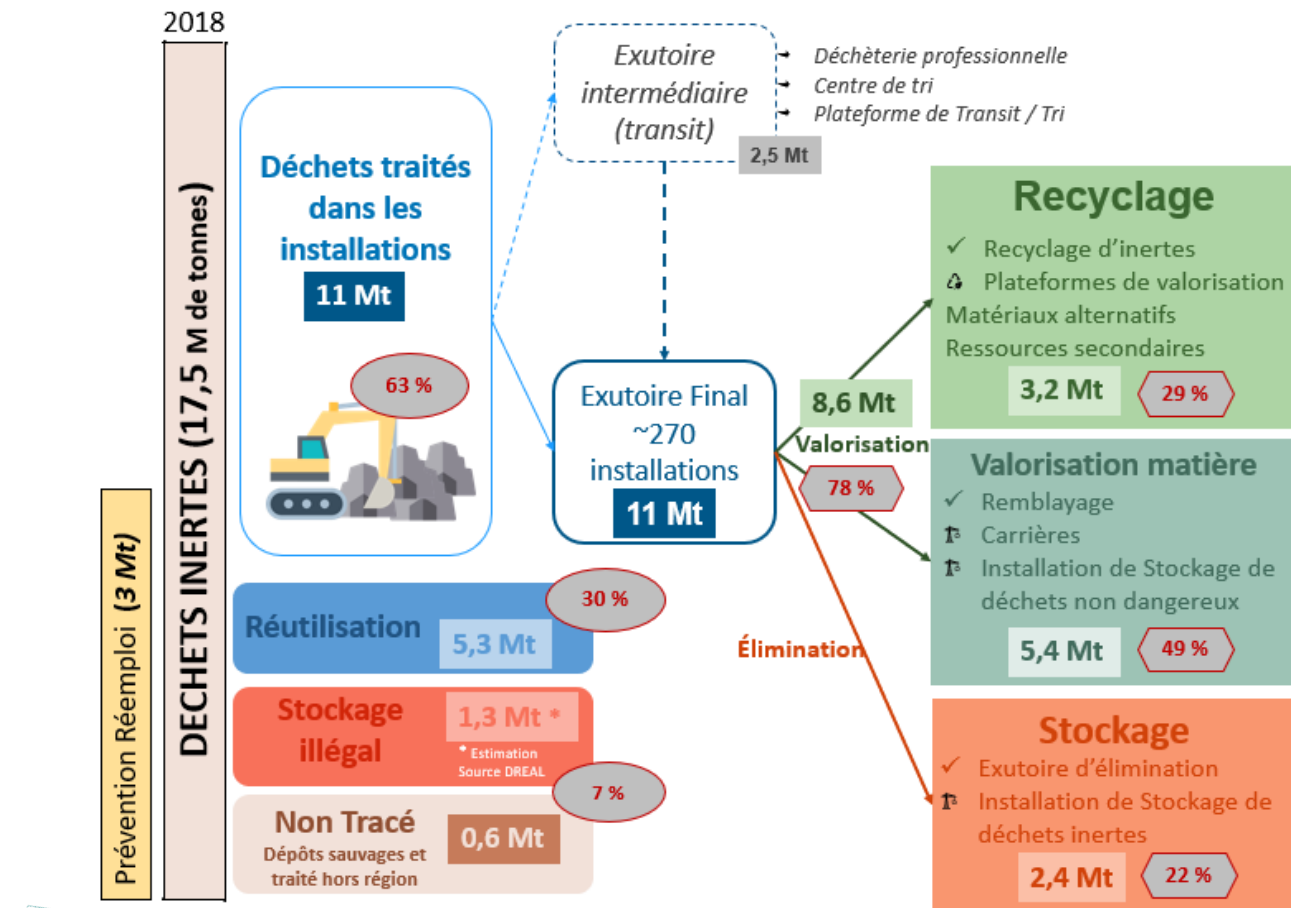 2018
DECHETS INERTES (17,5 M de tonnes)
Prévention Réemploi (3 Mt)
Déchets traités
dans les
installations
11 Mt
63 %
Exutoire
intermédiaire
(transit)
2,5 Mt
Déchèterie professionnelle
Centre de tri
Plateforme de Transit / Tri
Exutoire Final
~270
installations
11 Mt
8,6 Mt
Valorisation
78 %
Élimination
Recyclage
✓ Recyclage d'inertes
Plateformes de valorisation
Matériaux alternatifs
Ressources secondaires
3,2 Mt
29 %
Valorisation matière
✓ Remblayage
Carrières
Installation de Stockage de
déchets non dangereux
5,4 Mt
49 %
Stockage
✓ Exutoire d'élimination
Installation de Stockage de
déchets inertes
2,4 Mt
22 %
Réutilisation
5,3 Mt
30 %
Stockage
illégal
1,3 Mt *
* Estimation
Source DREAL
7 %
Non Tracé
Dépôts sauvages et
traité hors région
0,6 Mt